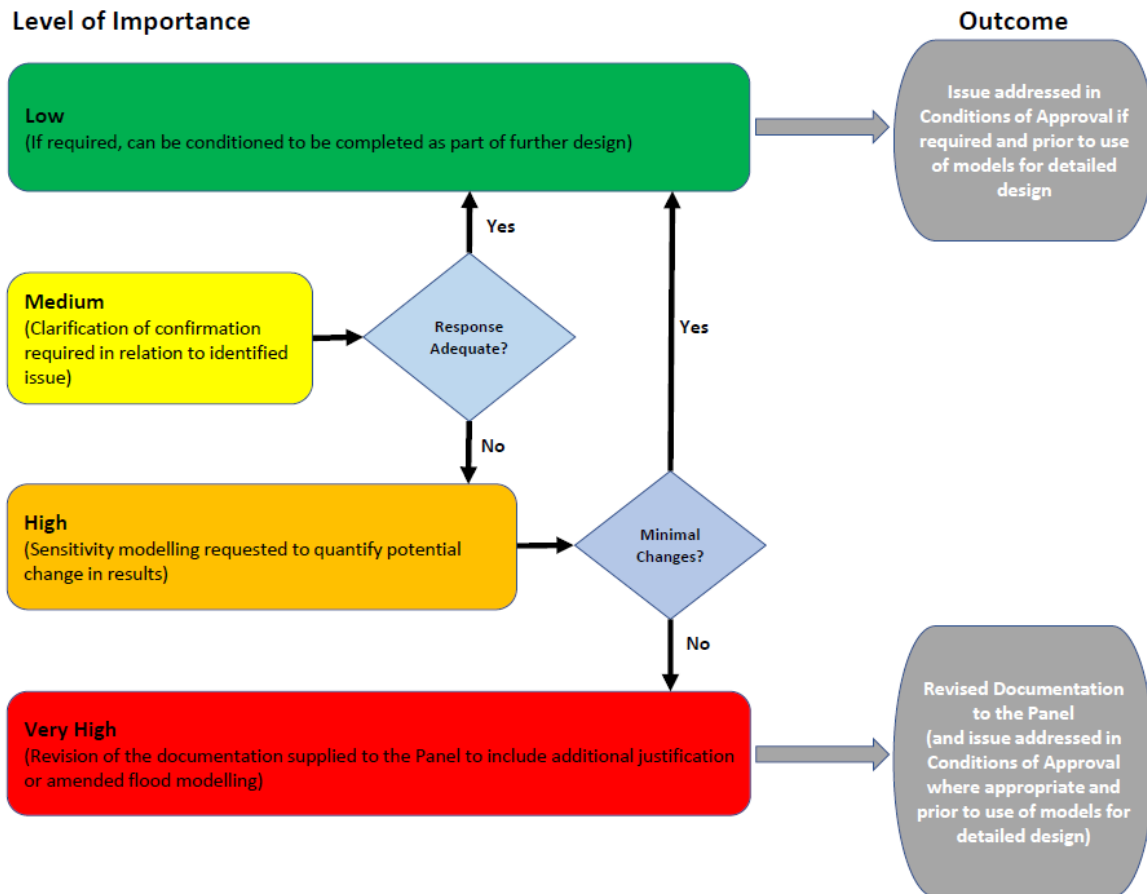 Level of Importance
Outcome
Low
(If required, can be conditioned to be completed as part of further design)
Issue addressed in
Conditions of Approval if
required and prior to use
of models for detailed
design
Yes
Medium
(Clarification of confirmation
required in relation to identified
issue)
Response
Adequate?
Yes
No
High
(Sensitivity modelling requested to quantify potential
change in results)
Minimal
Changes?
No
Very High
(Revision of the documentation supplied to the Panel to include additional justification
or amended flood modelling)
Revised Documentation
to the Panel
(and issue addressed in
Conditions of Approval
where appropriate and
prior to use of models for
detailed design)